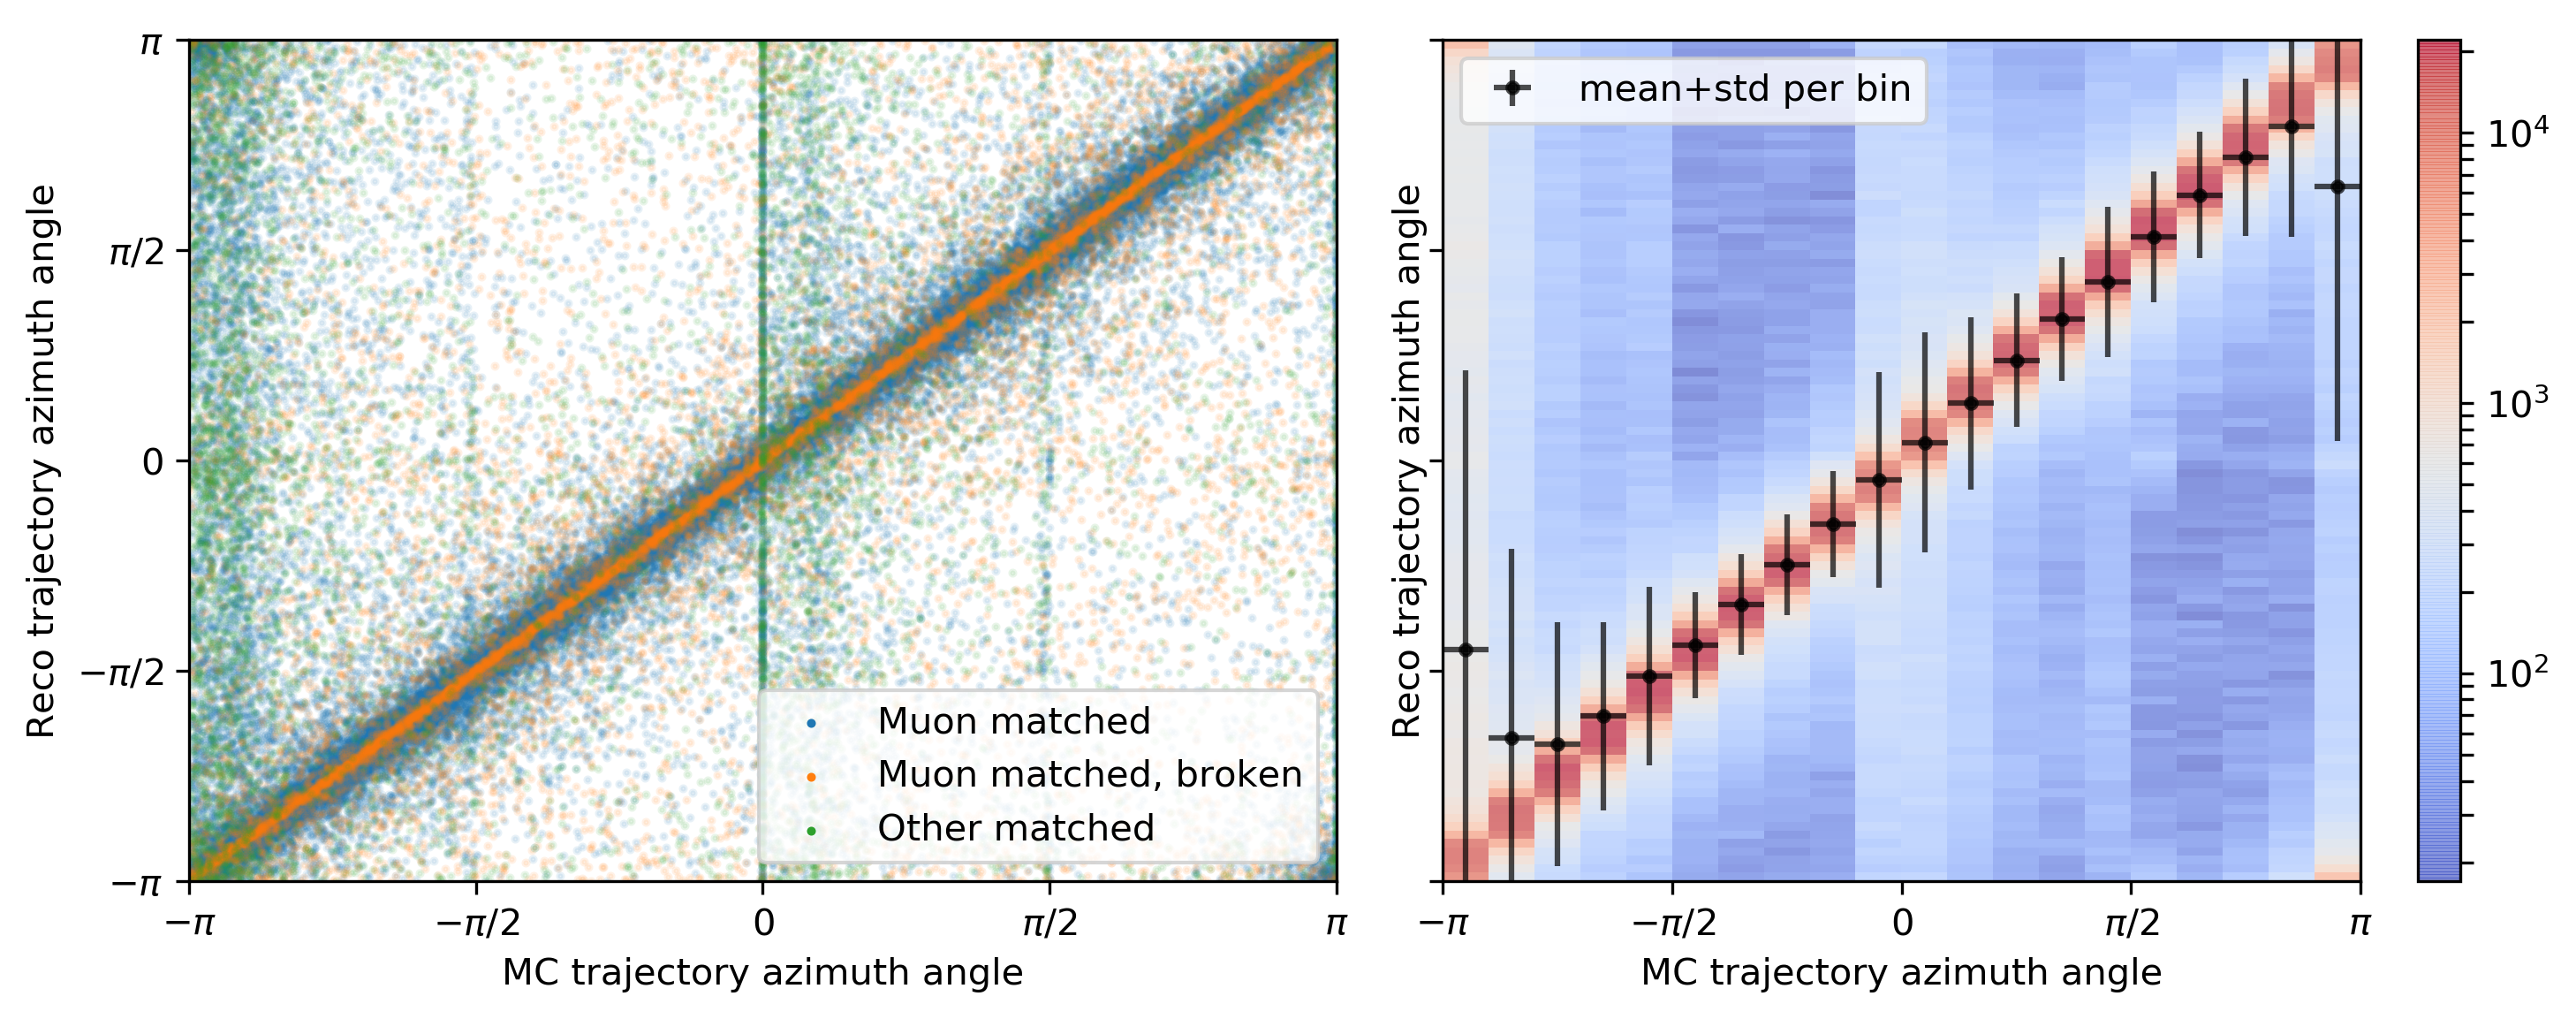 Reco trajectory azimuth angle
π
π/2
0
−π/2
−π
−π
−π/2
0
π/2
π
MC trajectory azimuth angle
Muon matched
Muon matched, broken
Other matched
Reco trajectory azimuth angle
mean+std per bin
−π
−π/2
0
π/2
π
MC trajectory azimuth angle
10⁴
10³
10²